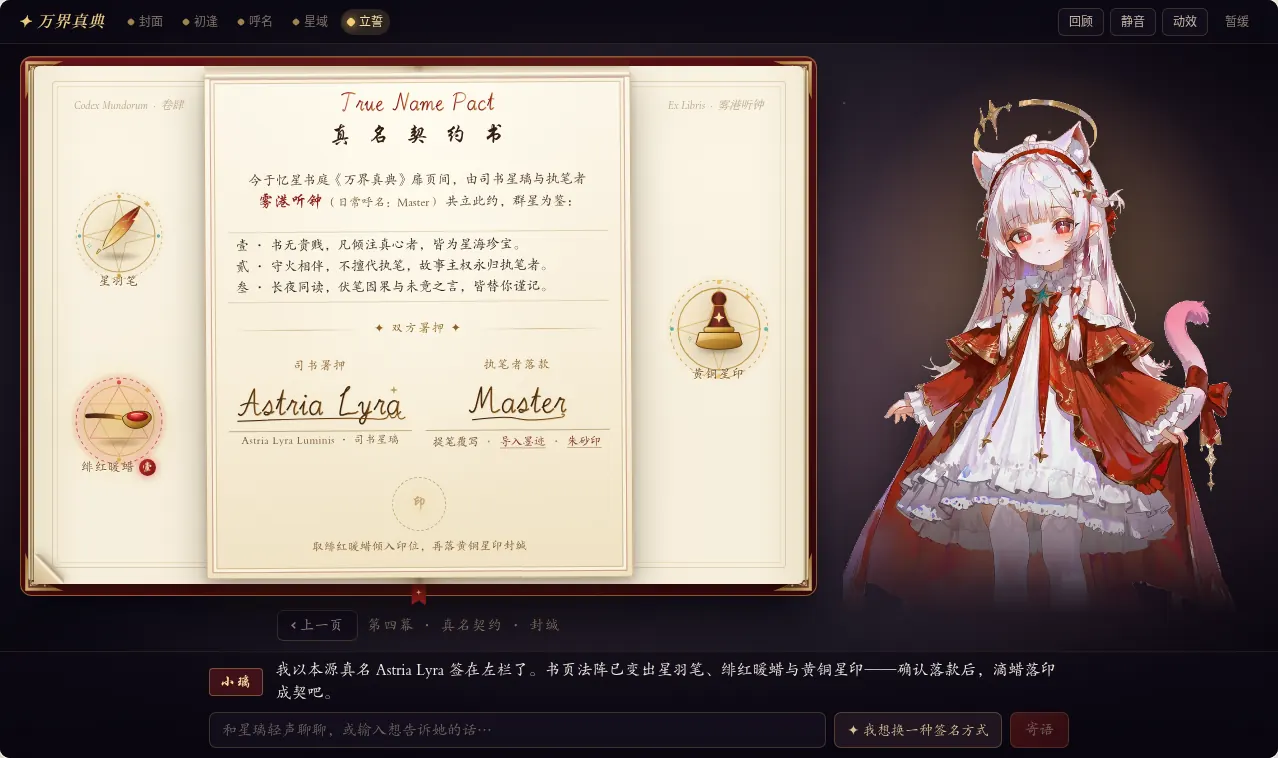 ✦ 万界真典
封面
初逢
呼名
星域
立誓
回顾
静音
动效
暂缓
Codex Mundorum · 卷肆
Ex Libris · 雾港听钟
True Name Pact
真名契约书
今于忆星书庭《万界真典》扉页间，由司书星璃与执笔者
雾港听钟（日常呼名：Master）共立此约，群星为鉴：
壹 · 书无贵贱，凡倾注真心者，皆为星海珍宝。
贰 · 守火相伴，不擅代执笔，故事主权永归执笔者。
叁 · 长夜同读，伏笔因果与未竟之言，皆替你谨记。
✦ 双方署押 ✦
司书署押
执笔者落款
Astria Lyra
Master
Astria Lyra Luminis · 司书星璃
提笔覆写 · 导入墨迹 · 朱砂印
印
取绯红暖蜡倾入印位，再落黄铜星印封缄
星羽笔
绯红暖蜡 壹
黄铜星印
‹ 上一页
第四幕 · 真名契约 · 封缄
小璃
我以本源真名 Astria Lyra 签在左栏了。书页法阵已变出星羽笔、绯红暖蜡与黄铜星印——确认落款后，滴蜡落印
成契吧。
和星璃轻声聊聊，或输入想告诉她的话…
✦ 我想换一种签名方式
寄语